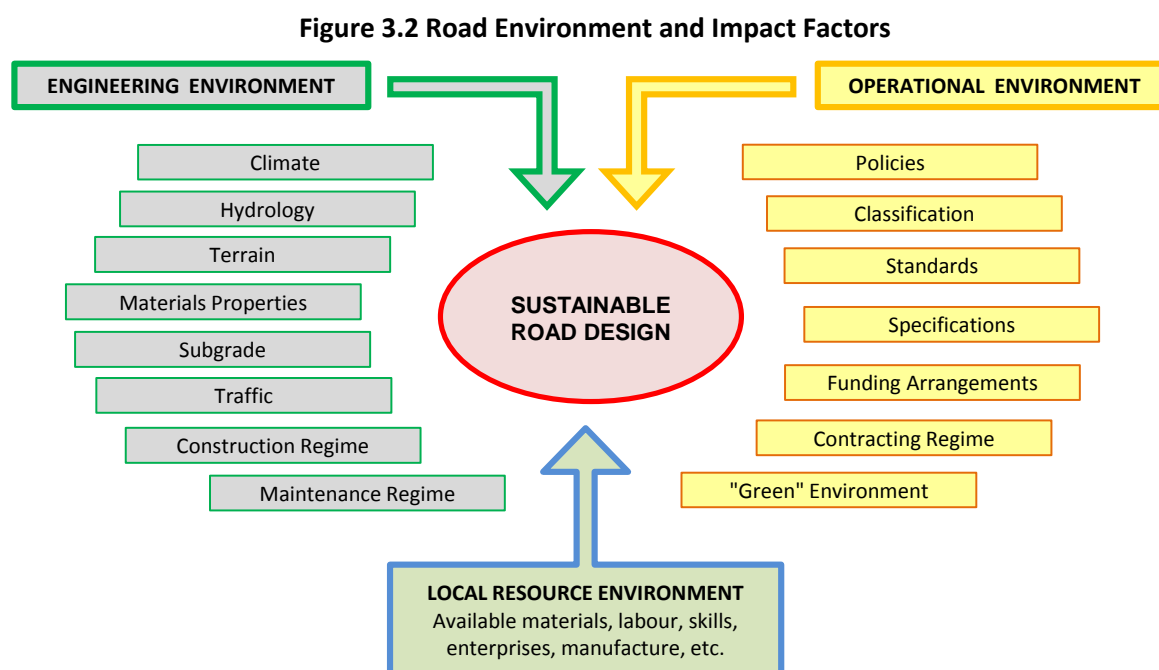 Figure 3.2 Road Environment and Impact Factors
ENGINEERING ENVIRONMENT
OPERATIONAL ENVIRONMENT
Climate
Hydrology
Terrain
Materials Properties
Subgrade
Traffic
Construction Regime
Maintenance Regime
SUSTAINABLE
ROAD DESIGN
Policies
Classification
Standards
Specifications
Funding Arrangements
Contracting Regime
"Green" Environment
LOCAL RESOURCE ENVIRONMENT
Available materials, labour, skills,
enterprises, manufacture, etc.